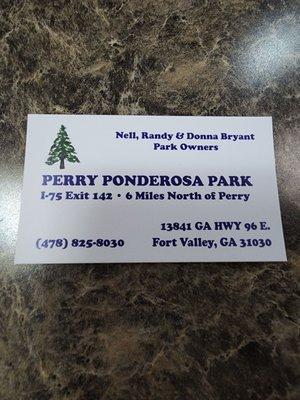 Nell, Randy & Donna Bryant
Park Owners
PERRY PONDEROSA PARK
I-75 Exit 142 • 6 Miles North of Perry
13841 GA HWY 96 E.
(478) 825-8030 Fort Valley, GA 31030